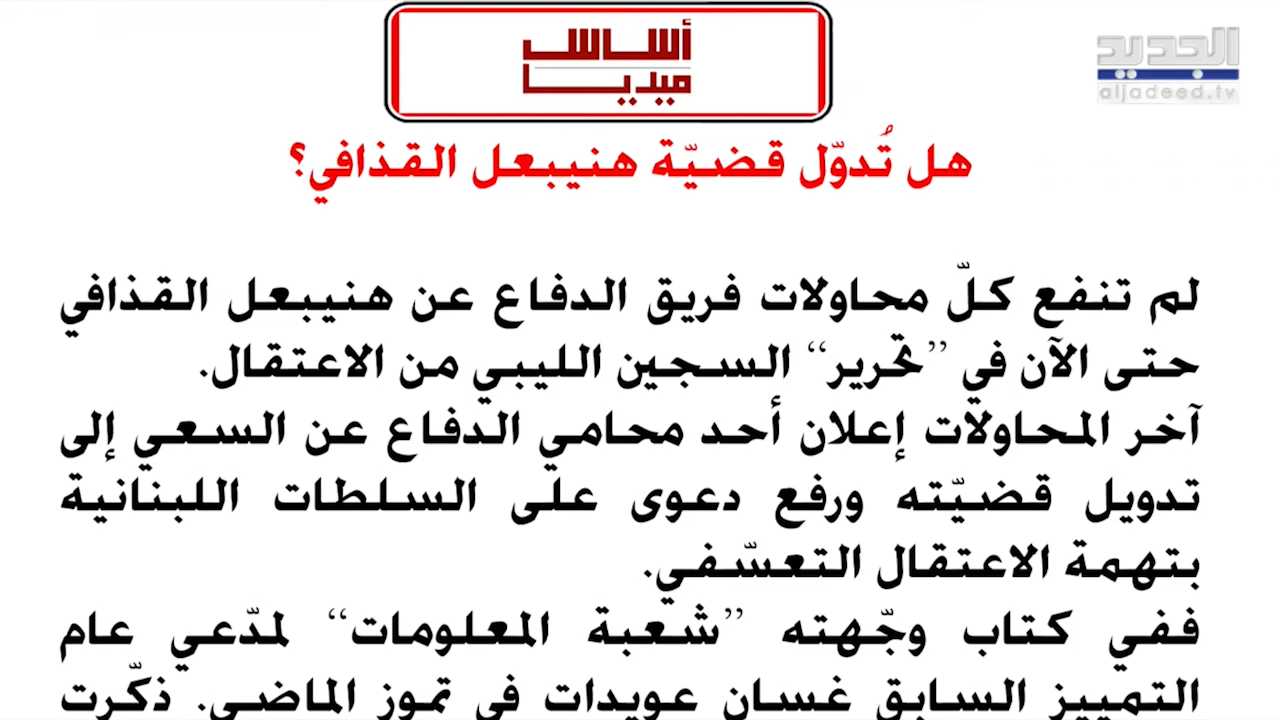 أساس
ميديا
الجديد
aljadeed.tv
هل تُدوّل قضيّة هنيبعل القذافي؟
لم تنفع كلّ محاولات فريق الدفاع عن هنيبعل القذافي
حتى الآن في ”تحرير“ السجين الليبي من الاعتقال.
آخر المحاولات إعلان أحد محامي الدفاع عن السعي إلى
تدويل قضيّته ورفع دعوى على السلطات اللبنانية
بتهمة الاعتقال التعسّفي.
ففي كتاب وجّهته ”شعبة المعلومات“ لمدّعي عام
التمييز السابق غسان عويدات في تموز الماضي. ذكّرت